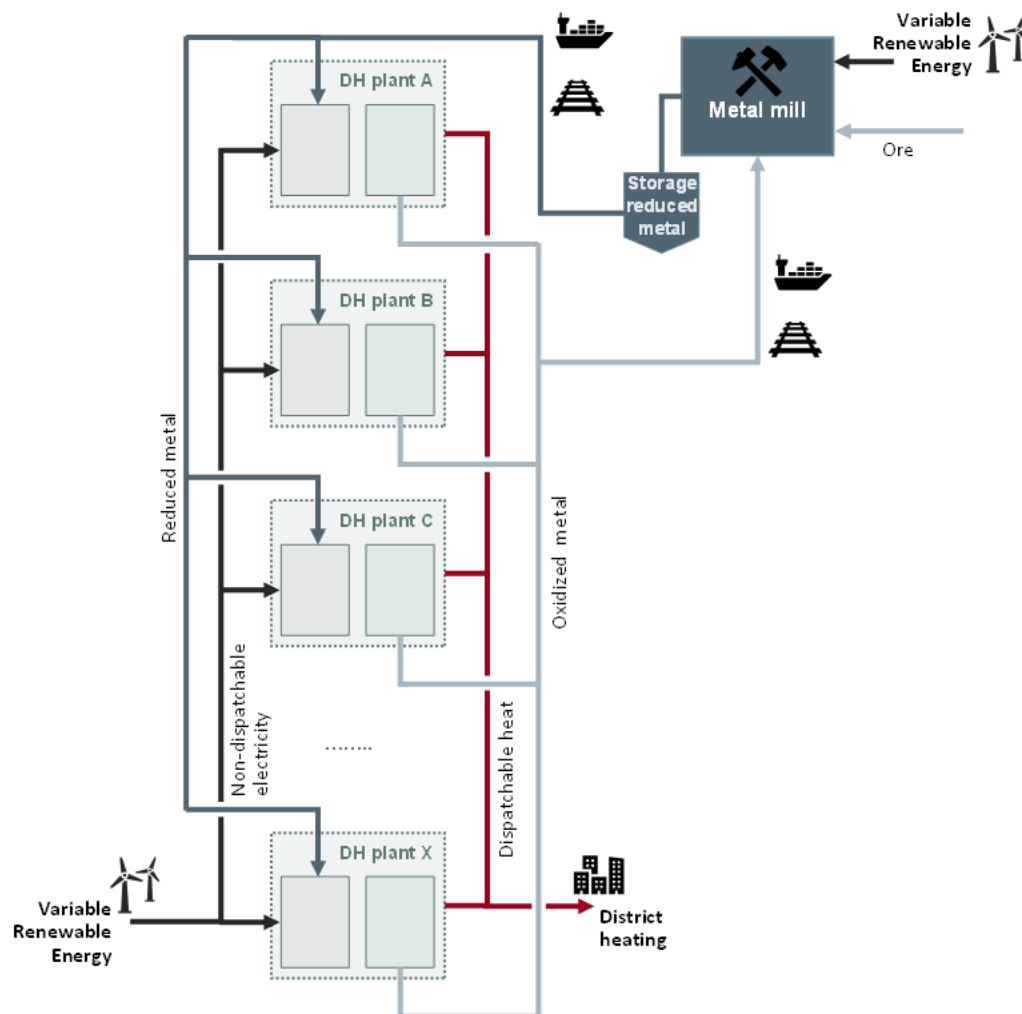 Variable
Renewable
Energy
DH plant A
Metal mill
Ore
Storage
reduced
metal
DH plant B
Reduced metal
DH plant C
Oxidized metal
Non-dispatchable
electricity
........
Dispatchable heat
DH plant X
Variable
Renewable
Energy
District
heating